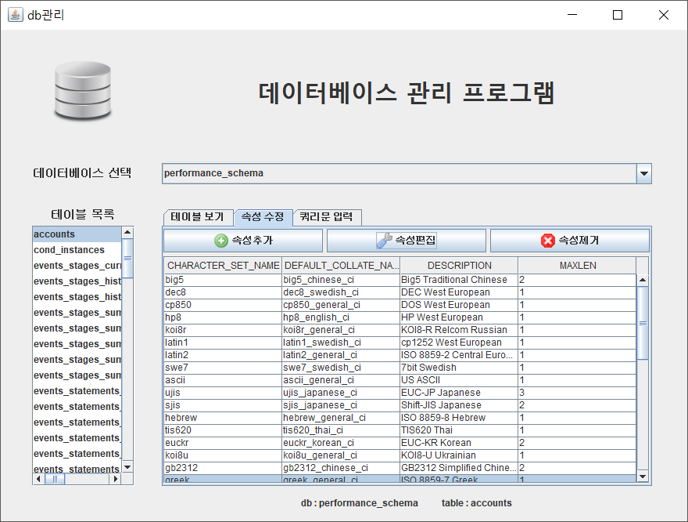 db관리
데이터베이스 관리 프로그램
데이터베이스 선택
performance_schema
테이블 목록
accounts
cond_instances
events_stages_curr
events_stages_hist
events_stages_hist
events_stages_sum
events_stages_sum
events_stages_sum
events_stages_sum
events_stages_sum
events_statements_
events_statements_
events_statements_
events_statements_
events_statements_
events_statements
테이블 보기 속성 수정 쿼리문 입력
속성추가 속성편집 속성제거
CHARACTER_SET_NAME DEFAULT_COLLATE_NA... DESCRIPTION MAXLEN
big5 big5_chinese_ci Big5 Traditional Chinese 2
dec8 dec8_swedish_ci DEC West European 1
cp850 cp850_general_ci DOS West European 1
hp8 hp8_english_ci HP West European 1
koi8r koi8r_general_ci KOI8-R Relcom Russian 1
latin1 latin1_swedish_ci cp1252 West European 1
latin2 latin2_general_ci ISO 8859-2 Central Euro... 1
swe7 swe7_swedish_ci 7bit Swedish 1
ascii ascii_general_ci US ASCII 1
ujis ujis_japanese_ci EUC-JP Japanese 3
sjis sjis_japanese_ci Shift-JIS Japanese 2
hebrew hebrew_general_ci ISO 8859-8 Hebrew 1
tis620 tis620_thai_ci TIS620 Thai 1
euckr euckr_korean_ci EUC-KR Korean 2
koi8u koi8u_general_ci KOI8-U Ukrainian 1
gb2312 gb2312_chinese_ci GB2312 Simplified Chine... 2
greek greek_general_ci ISO 8859-7 Greek 1
db : performance_schema table : accounts